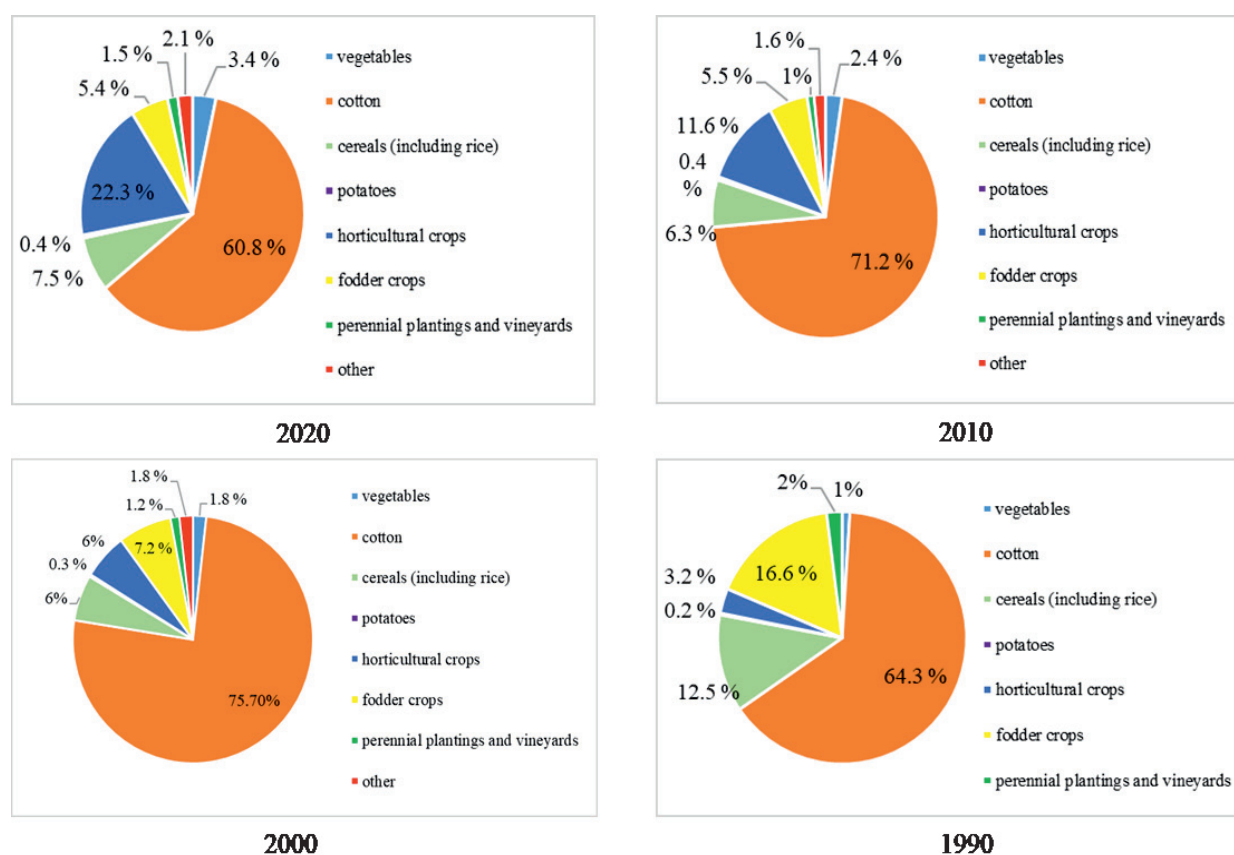 2.1 %
1.5 %
3.4 %
5.4 %
22.3 %
60.8 %
0.4 %
7.5 %
vegetables
cotton
cereals (including rice)
potatoes
horticultural crops
fodder crops
perennial plantings and vineyards
other
2020
1.6 %
5.5 %
1%
2.4 %
11.6 %
0.4
%
6.3 %
71.2 %
vegetables
cotton
cereals (including rice)
potatoes
horticultural crops
fodder crops
perennial plantings and vineyards
other
2010
1.8 %
1.2 %
1.8 %
6%
7.2 %
0.3 %
6%
75.70%
vegetables
cotton
cereals (including rice)
potatoes
horticultural crops
fodder crops
perennial plantings and vineyards
other
2000
2%
1%
3.2 %
16.6 %
0.2 %
12.5 %
64.3 %
vegetables
cotton
cereals (including rice)
potatoes
horticultural crops
fodder crops
perennial plantings and vineyards
1990